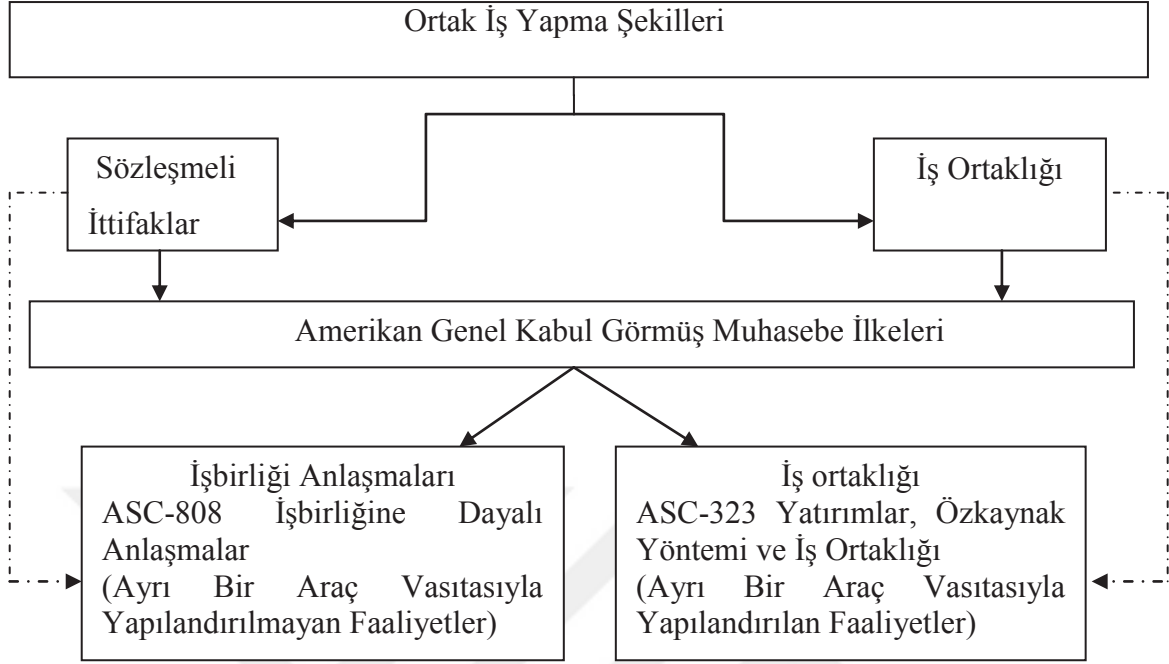 Ortak İş Yapma Şekilleri
Sözleşmeli
İttifaklar
İş Ortaklığı
Amerikan Genel Kabul Görmüş Muhasebe İlkeleri
İşbirliği Anlaşmaları
ASC-808 İşbirliğine Dayalı
Anlaşmalar
(Ayrı Bir Araç Vasıtasıyla
Yapılandırılmayan Faaliyetler)
İş ortaklığı
ASC-323 Yatırımlar, Özkaynak
Yöntemi ve İş Ortaklığı
(Ayrı Bir Araç Vasıtasıyla
Yapılandırılan Faaliyetler)